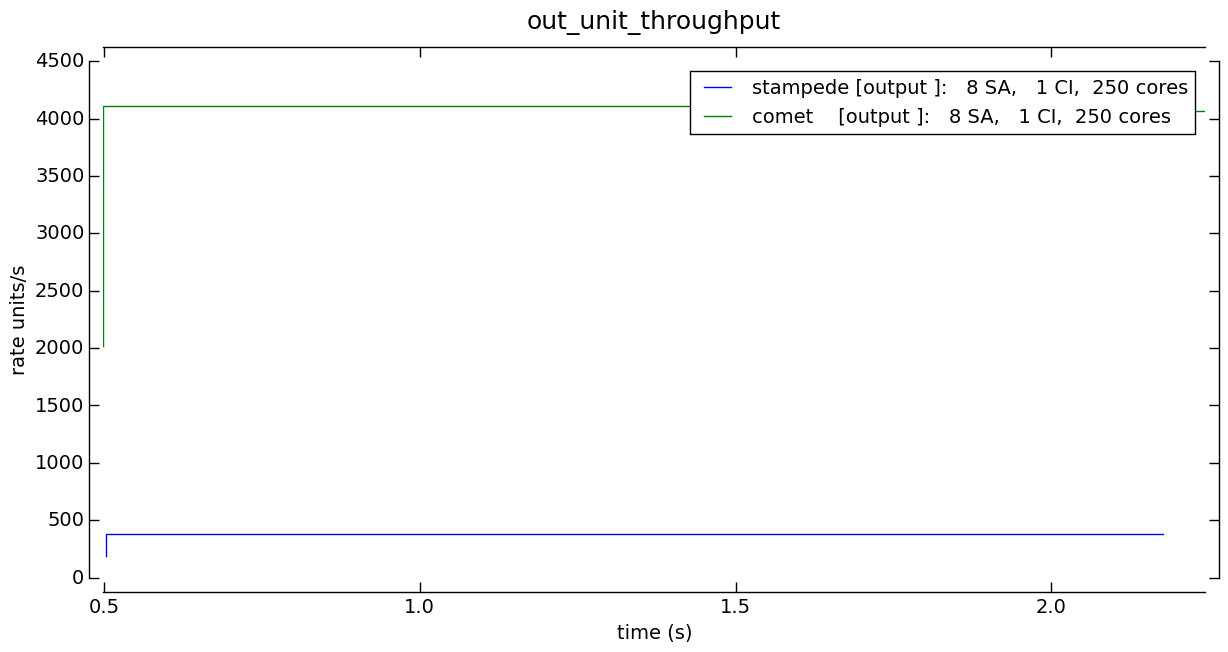 out_unit_throughput
4500
4000
3500
3000
2500
2000
1500
1000
500
0
rate units/s
stampede [output ]:   8 SA,   1 CI,  250 cores
comet    [output ]:   8 SA,   1 CI,  250 cores
0.5 1.0 1.5 2.0
time (s)